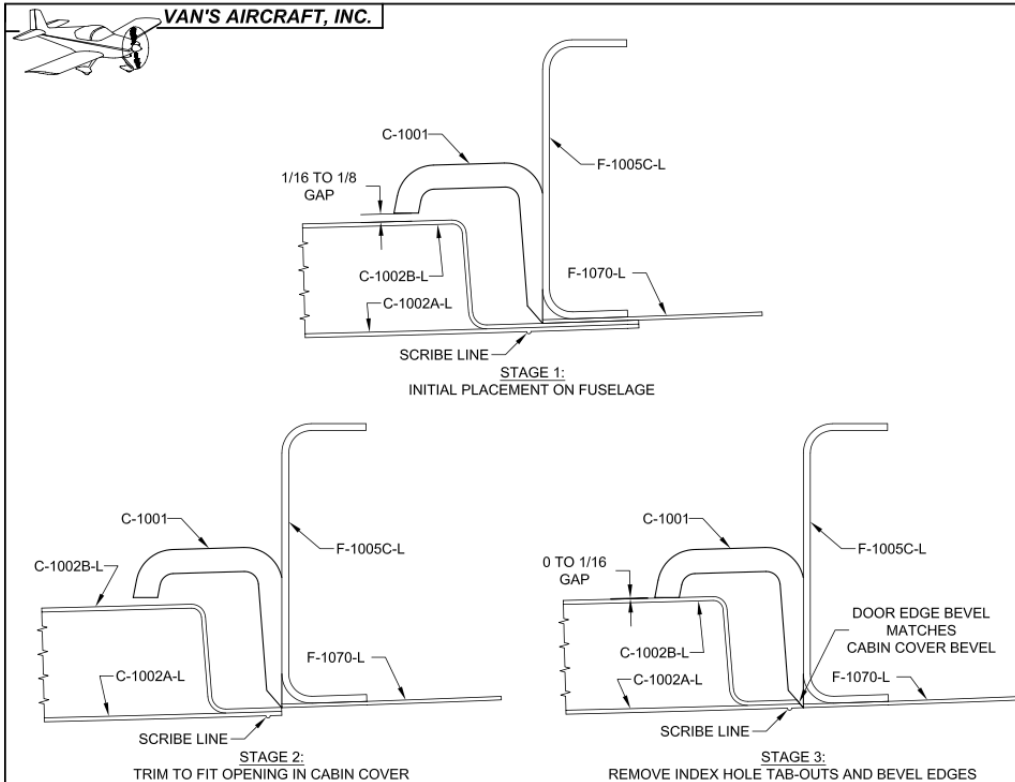 VAN'S AIRCRAFT, INC.
C-1001
F-1005C-L
1/16 TO 1/8
GAP
C-1002B-L
F-1070-L
C-1002A-L
SCRIBE LINE
STAGE 1:
INITIAL PLACEMENT ON FUSELAGE
C-1001
F-1005C-L
C-1002B-L
F-1070-L
C-1002A-L
SCRIBE LINE
STAGE 2:
TRIM TO FIT OPENING IN CABIN COVER
C-1001
F-1005C-L
0 TO 1/16
GAP
DOOR EDGE BEVEL
MATCHES
CABIN COVER BEVEL
C-1002B-L
F-1070-L
C-1002A-L
SCRIBE LINE
STAGE 3:
REMOVE INDEX HOLE TAB-OUTS AND BEVEL EDGES